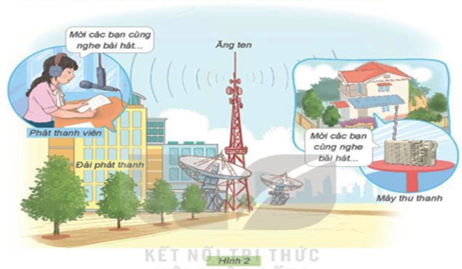 Mời các bạn cùng
nghe bài hát...
Ăng ten
Phát thanh viên
Đài phát thanh
Mời các bạn
cùng nghe
bài hát...
Máy thu thanh
KẾT NỐI TRI THỨC
Hình 2